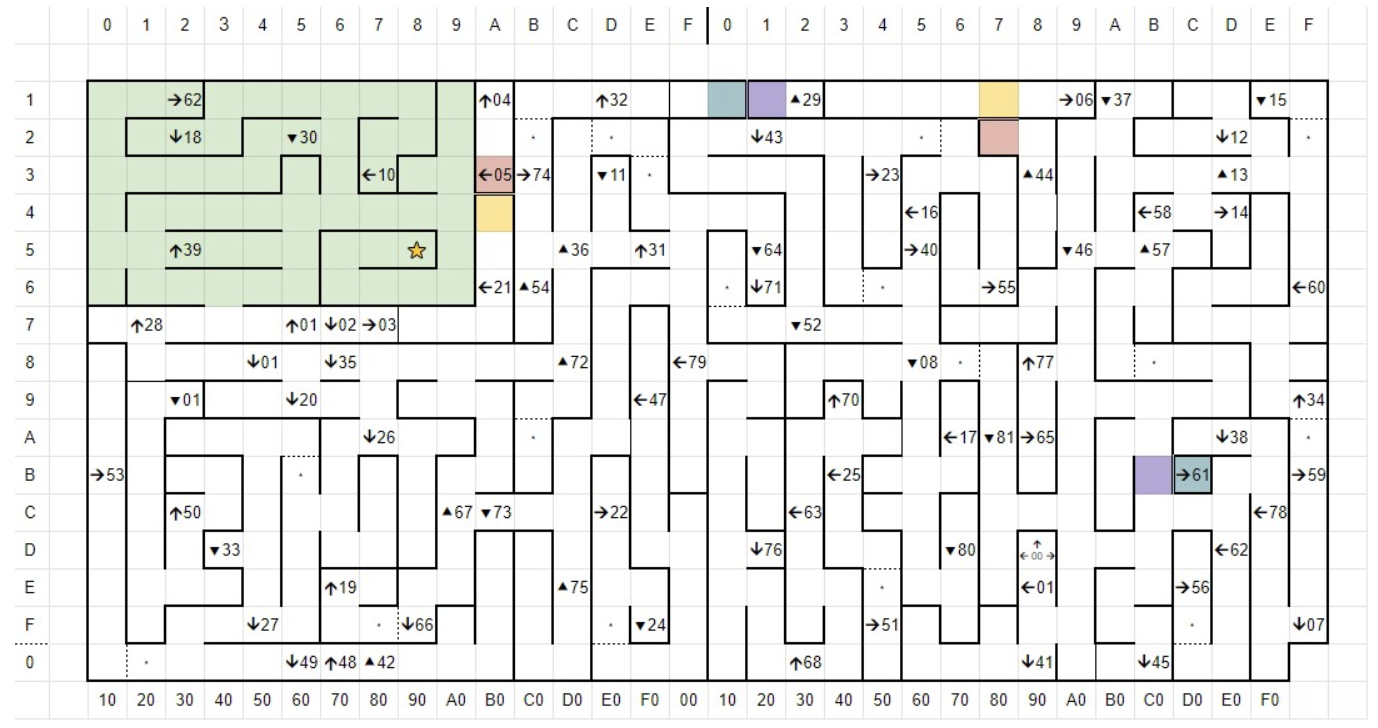 0 1 2 3 4 5 6 7 8 9 A B C D E F 0 1 2 3 4 5 6 7 8 9 A B C D E F
1 →62 ↑04 ↑32 ▲29 →06 ▼37 ▼15
2 ↓18 ▼30 ↓43 ↓12
3 ←10 ←05 →74 ▼11 →23 ▲44 ▲13
4 ←16 ←58 →14
5 ↑39 ▲36 ↑31 ▼64 →40 ▼46 ▲57
6 ←21 ▲54 ↓71 →55 ←60
7 ↑28 ↑01 ↓02 →03 ▼52
8 ↓01 ↓35 ▲72 ←79 ▼08 ↑77
9 ▼01 ↓20 ←47 ↑70 ↑34
A ↓26 ←17 ▼81 →65 ↓38
B →53 ←25 →61 →59
C ↑50 ▲67 ▼73 →22 ←63 ←78
D ▼33 ↓76 ▼80 ↑ ←00→ ←62
E ↑19 ▲75 ←01 →56
F ↓27 ↓66 ▼24 →51 ↓07
0 ↓49 ↑48 ▲42 ↑68 ↓41 ↓45
10 20 30 40 50 60 70 80 90 A0 B0 C0 D0 E0 F0 00 10 20 30 40 50 60 70 80 90 A0 B0 C0 D0 E0 F0